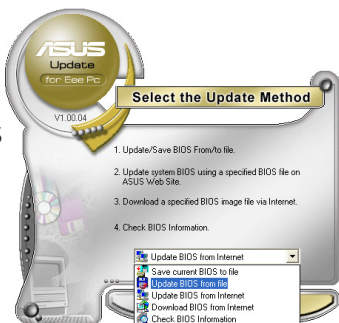 ASUS
Update
for Eee Pc
V1.00.04
Select the Update Method
1. Update/Save BIOS From/to file.
2. Update system BIOS using a specified BIOS file on
ASUS Web Site.
3. Download a specified BIOS image file via Internet.
4. Check BIOS Information.
Update BIOS from Internet
Save current BIOS to file
Update BIOS from file
Update BIOS from Internet
Download BIOS from Internet
Check BIOS Information